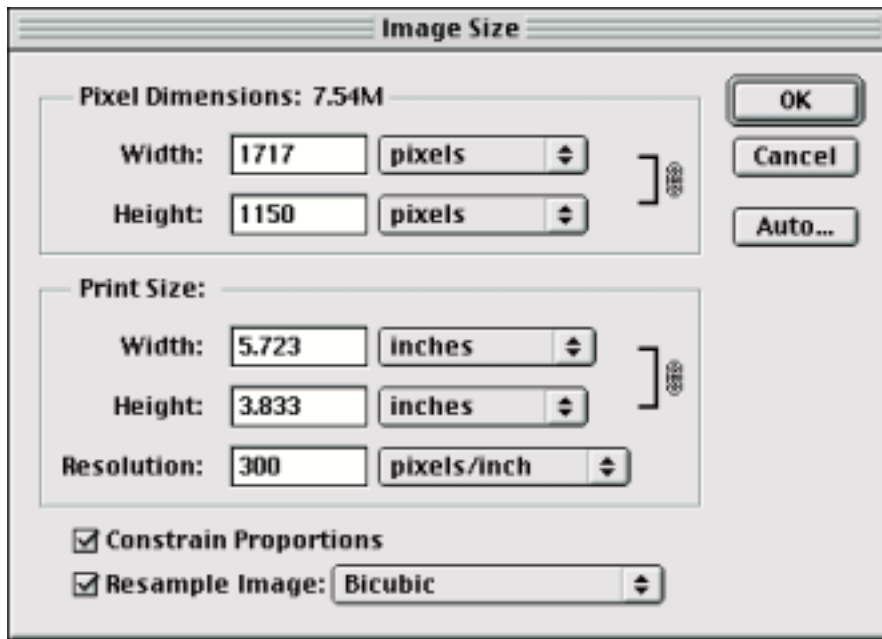 Image Size
Pixel Dimensions: 7.54M
Width: 1717 pixels
Height: 1150 pixels
OK
Cancel
Auto...
Print Size:
Width: 5.723 inches
Height: 3.833 inches
Resolution: 300 pixels/inch
Constrain Proportions
Resample Image: Bicubic